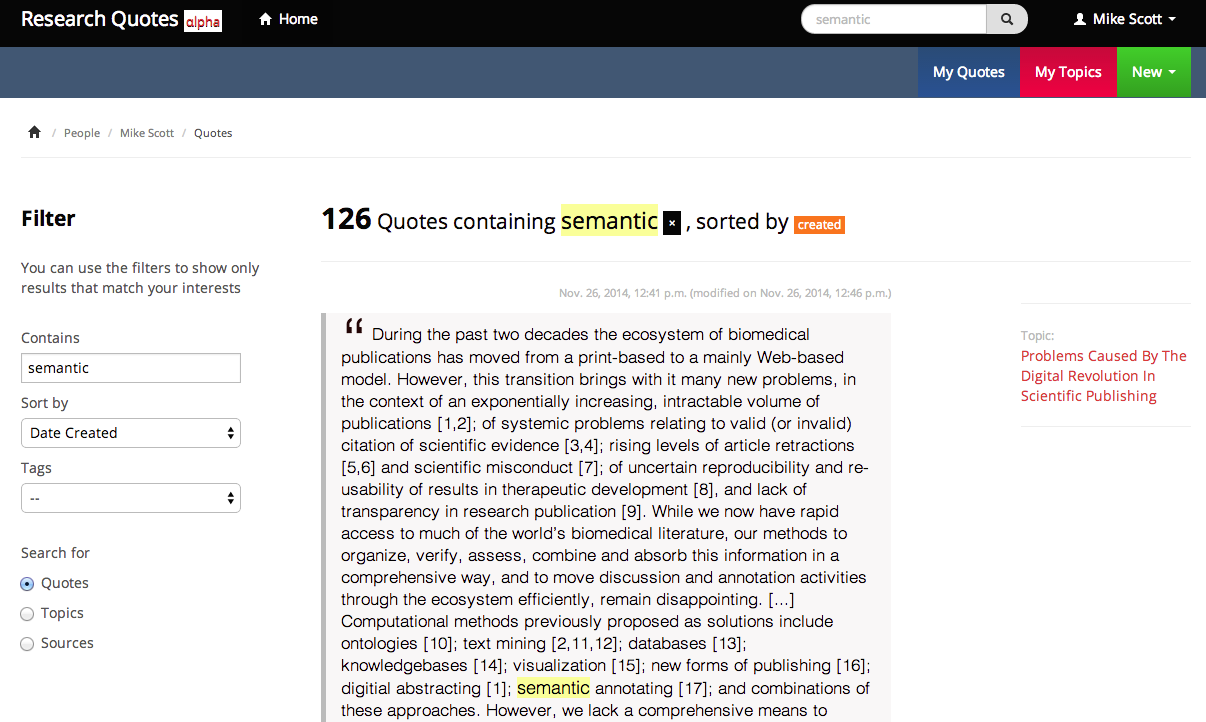 Research Quotes alpha Home semantic Mike Scott
My Quotes My Topics New
/ People / Mike Scott / Quotes
Filter
You can use the filters to show only
results that match your interests
Contains
semantic
Sort by
Date Created
Tags
--
Search for
Quotes
Topics
Sources
126 Quotes containing semantic × , sorted by created
Nov. 26, 2014, 12:41 p.m. (modified on Nov. 26, 2014, 12:46 p.m.)
“ During the past two decades the ecosystem of biomedical
publications has moved from a print-based to a mainly Web-based
model. However, this transition brings with it many new problems, in
the context of an exponentially increasing, intractable volume of
publications [1,2]; of systemic problems relating to valid (or invalid)
citation of scientific evidence [3,4]; rising levels of article retractions
[5,6] and scientific misconduct [7]; of uncertain reproducibility and re-
usability of results in therapeutic development [8], and lack of
transparency in research publication [9]. While we now have rapid
access to much of the world’s biomedical literature, our methods to
organize, verify, assess, combine and absorb this information in a
comprehensive way, and to move discussion and annotation activities
through the ecosystem efficiently, remain disappointing. [...]
Computational methods previously proposed as solutions include
ontologies [10]; text mining [2,11,12]; databases [13];
knowledgebases [14]; visualization [15]; new forms of publishing [16];
digitial abstracting [1]; semantic annotating [17]; and combinations of
these approaches. However, we lack a comprehensive means to
Topic:
Problems Caused By The
Digital Revolution In
Scientific Publishing